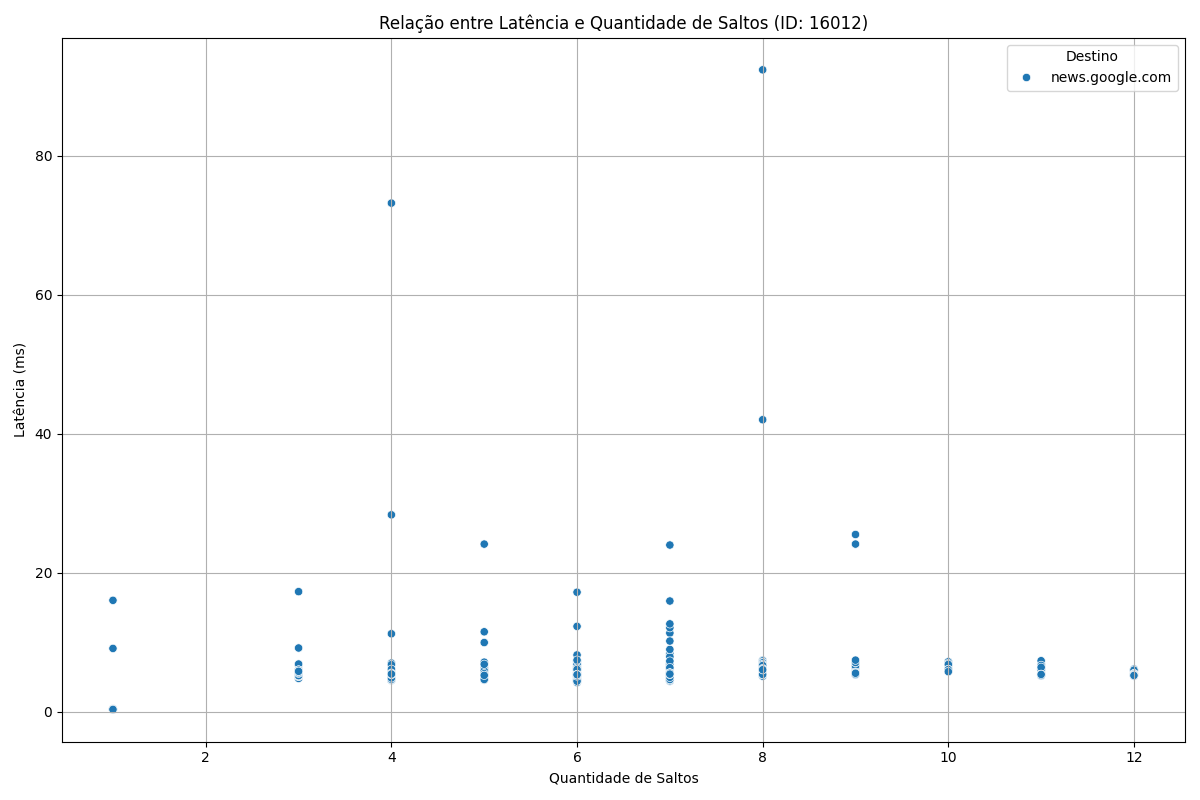 Relação entre Latência e Quantidade de Saltos (ID: 16012)
Destino
news.google.com
80
60
40
20
0
Latência (ms)
2 4 6 8 10 12
Quantidade de Saltos